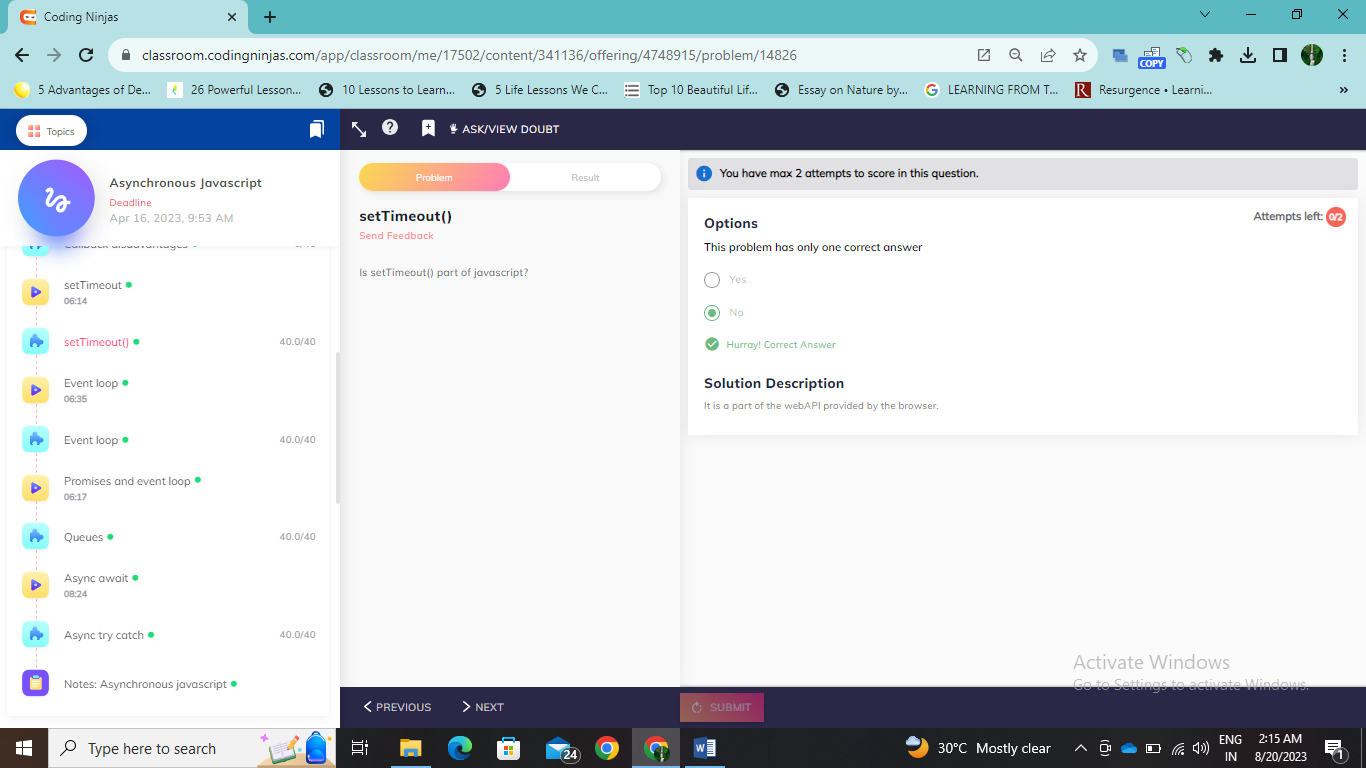 Coding Ninjas
classroom.codingninjas.com/app/classroom/me/17502/content/341136/offering/4748915/problem/14826
COPY
5 Advantages of De...
26 Powerful Lesson...
10 Lessons to Learn...
5 Life Lessons We C...
Top 10 Beautiful Lif...
Essay on Nature by...
LEARNING FROM T...
Resurgence • Learni...
Topics
ASK/VIEW DOUBT
Asynchronous Javascript
Deadline
Apr 16, 2023, 9:53 AM
setTimeout
06:14
setTimeout()
40.0/40
Event loop
06:35
Event loop
40.0/40
Promises and event loop
06:17
Queues
40.0/40
Async await
08:24
Async try catch
40.0/40
Notes: Asynchronous javascript
Problem
Result
setTimeout()
Send Feedback
Is setTimeout() part of javascript?
You have max 2 attempts to score in this question.
Options
Attempts left: 0/2
This problem has only one correct answer
Yes
No
Hurray! Correct Answer
Solution Description
It is a part of the webAPI provided by the browser.
Activate Windows
Go to Settings to activate Windows.
PREVIOUS
NEXT
SUBMIT
Type here to search
24
30°C Mostly clear
ENG
IN
2:15 AM
8/20/2023
1